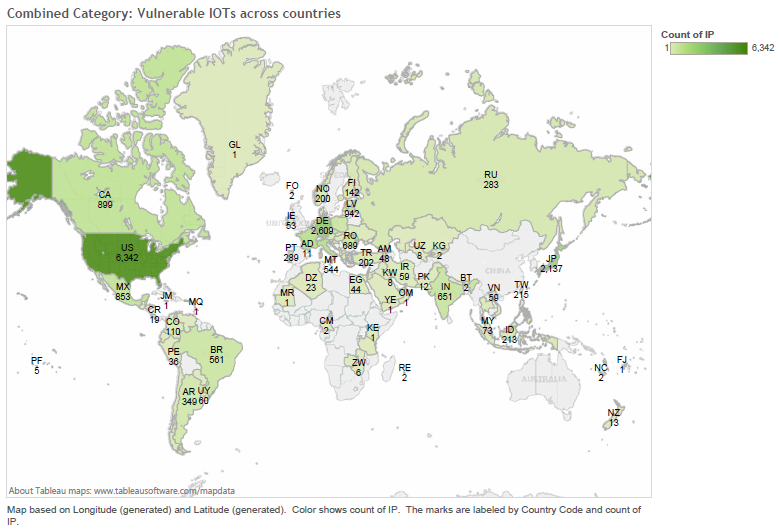 Combined Category: Vulnerable IOTs across countries
Count of IP
1
6,342
GL
1
RU
283
CA
899
FO
2
NO
200
FI
142
LV
942
IE
53
DE
2,609
RO
689
US
6,342
PT
289
AD
11
MT
544
TR
202
AM
48
UZ
8
KG
2
CHINA
JP
2,137
MX
853
JM
1
MQ
1
CR
19
MR
1
DZ
23
EG
44
KW
8
IR
59
PK
12
OM
1
YE
1
IN
651
BT
2
VN
59
TW
215
CO
110
CM
2
KE
1
MY
73
ID
213
PE
36
BR
561
PF
5
ZW
6
RE
2
AUSTRALIA
NC
2
FJ
1
AR
349
UY
60
NZ
13
About Tableau maps: www.tableausoftware.com/mapdata
Map based on Longitude (generated) and Latitude (generated).  Color shows count of IP.  The marks are labeled by Country Code and count of
IP.